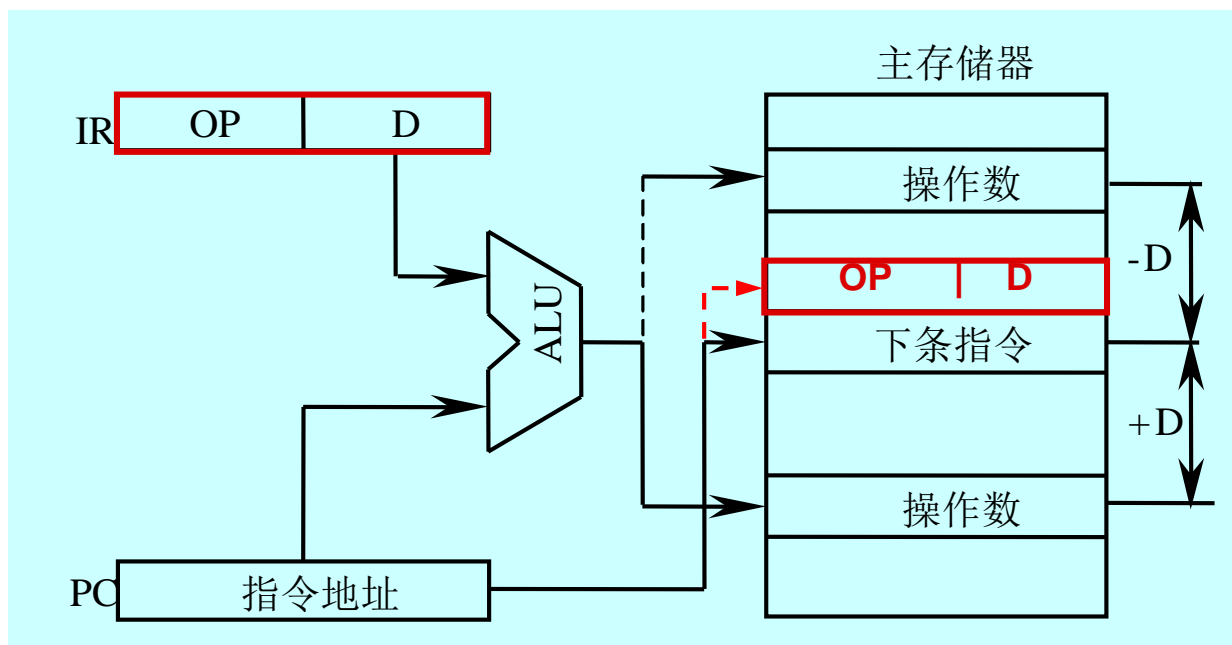 主存储器
IR OP D
操作数
-D
OP | D
ALU
下条指令
+D
操作数
PC 指令地址